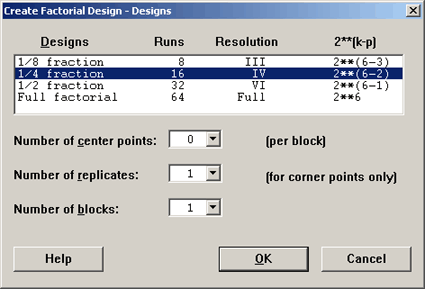 Create Factorial Design - Designs
Designs Runs Resolution 2**(k-p)
1/8 fraction 8 III 2**(6-3)
1/4 fraction 16 IV 2**(6-2)
1/2 fraction 32 VI 2**(6-1)
Full factorial 64 Full 2**6
Number of center points: 0 (per block)
Number of replicates: 1 (for corner points only)
Number of blocks: 1
Help OK Cancel